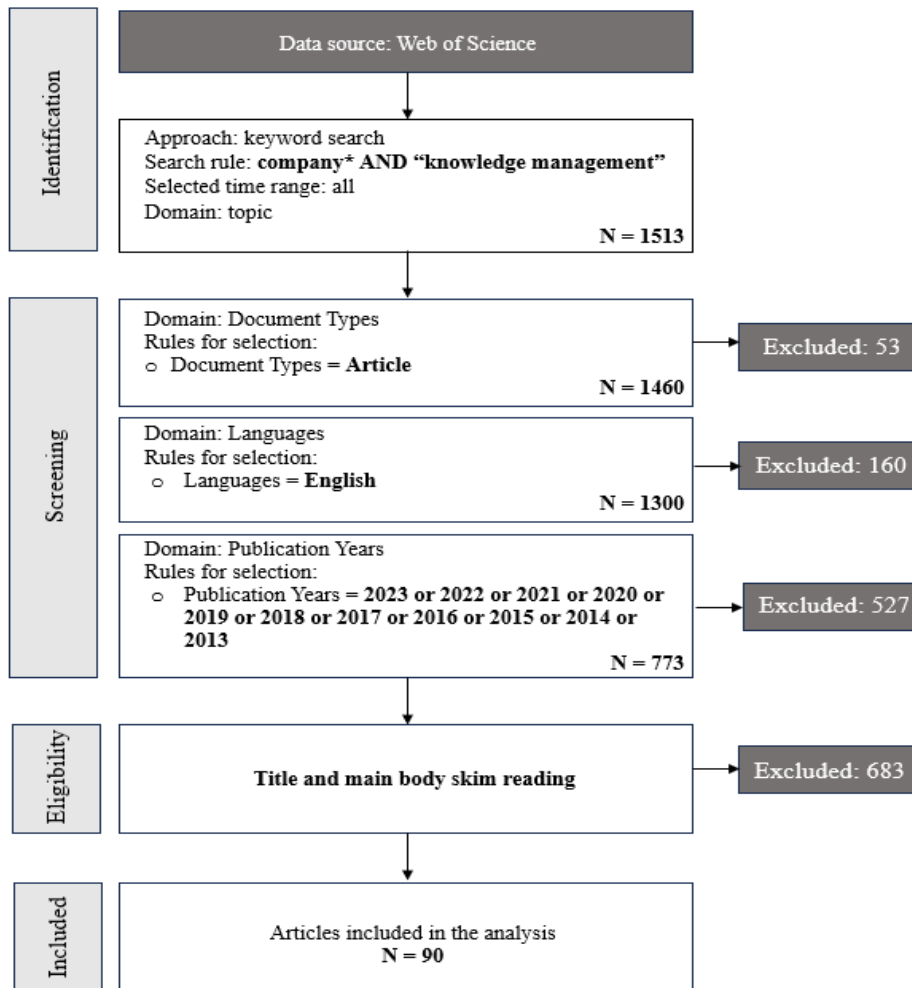 Identification
Data source: Web of Science
Approach: keyword search
Search rule: company* AND “knowledge management”
Selected time range: all
Domain: topic
N = 1513
Screening
Domain: Document Types
Rules for selection:
o Document Types = Article
N = 1460
Excluded: 53
Domain: Languages
Rules for selection:
o Languages = English
N = 1300
Excluded: 160
Domain: Publication Years
Rules for selection:
o Publication Years = 2023 or 2022 or 2021 or 2020 or
2019 or 2018 or 2017 or 2016 or 2015 or 2014 or
2013
N = 773
Excluded: 527
Eligibility
Title and main body skim reading
Excluded: 683
Included
Articles included in the analysis
N = 90